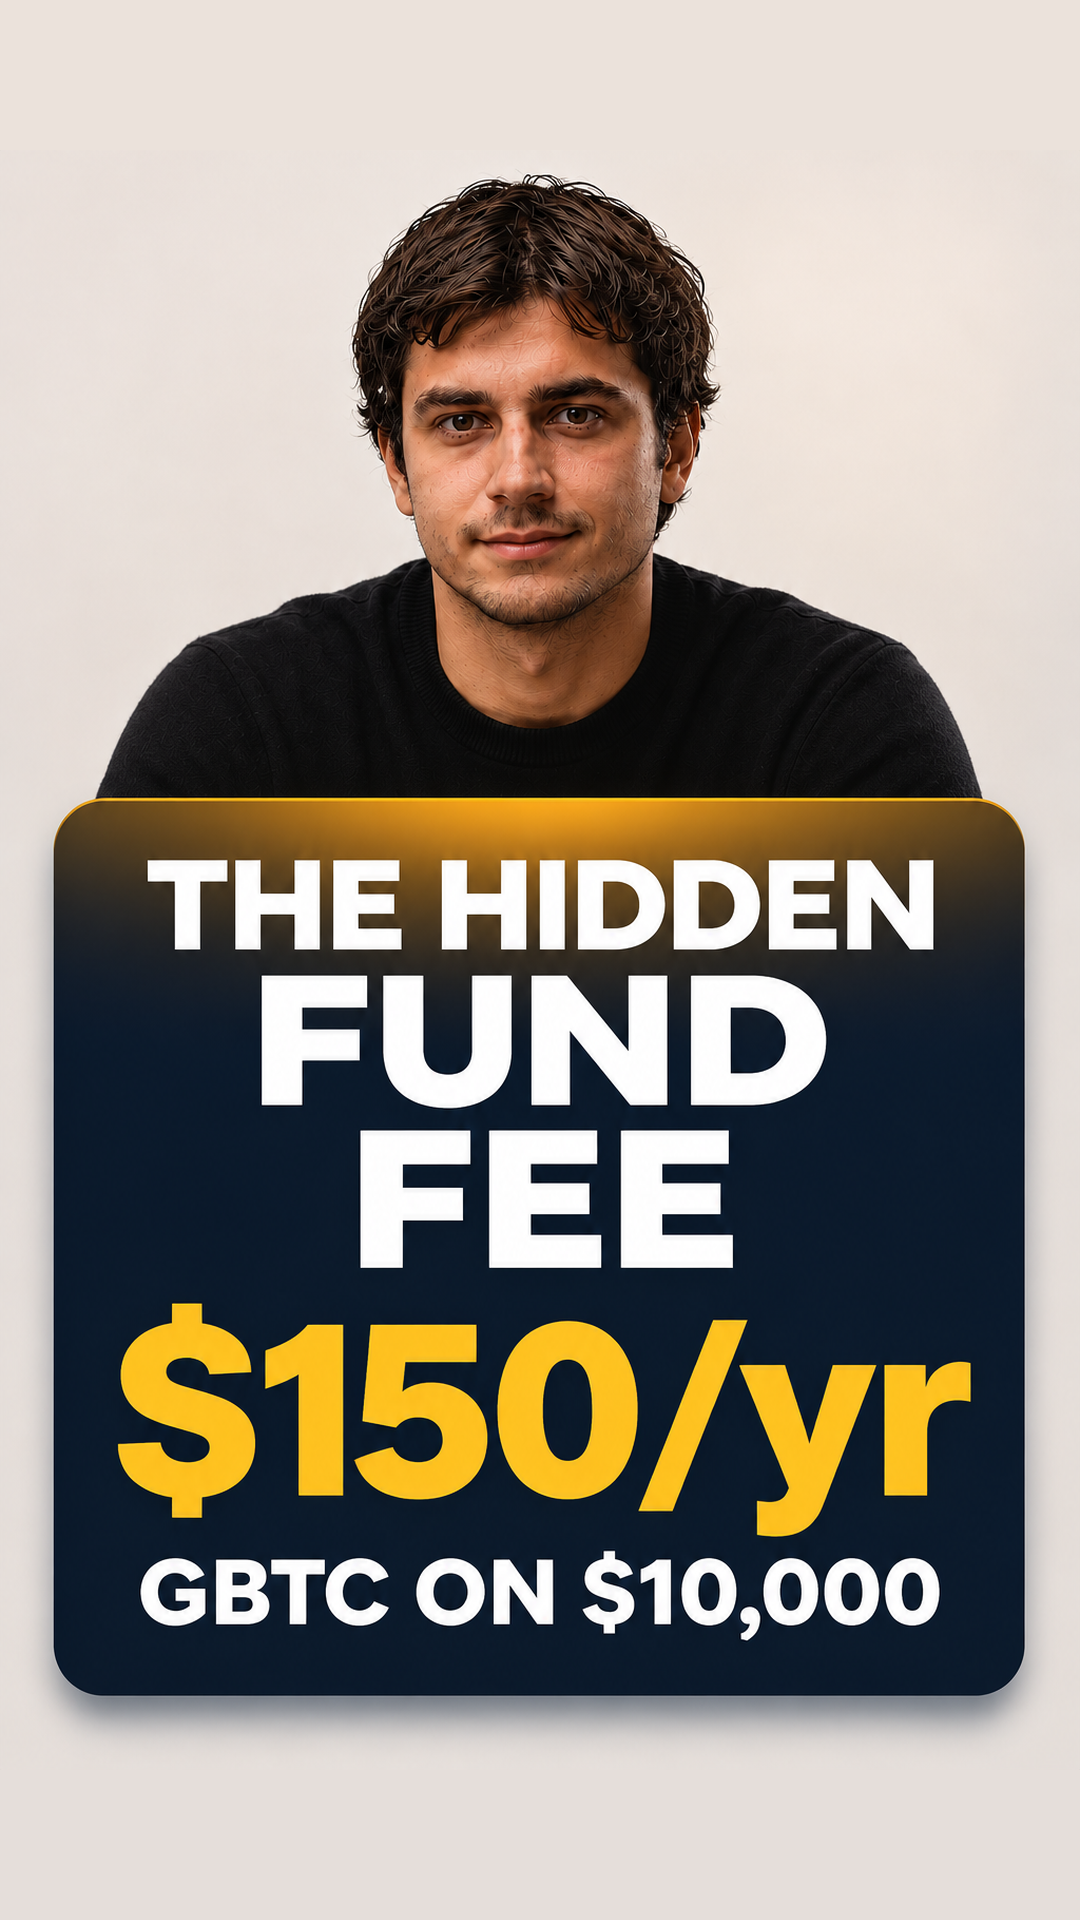 THE HIDDEN
FUND
FEE
$150/yr
GBTC ON $10,000